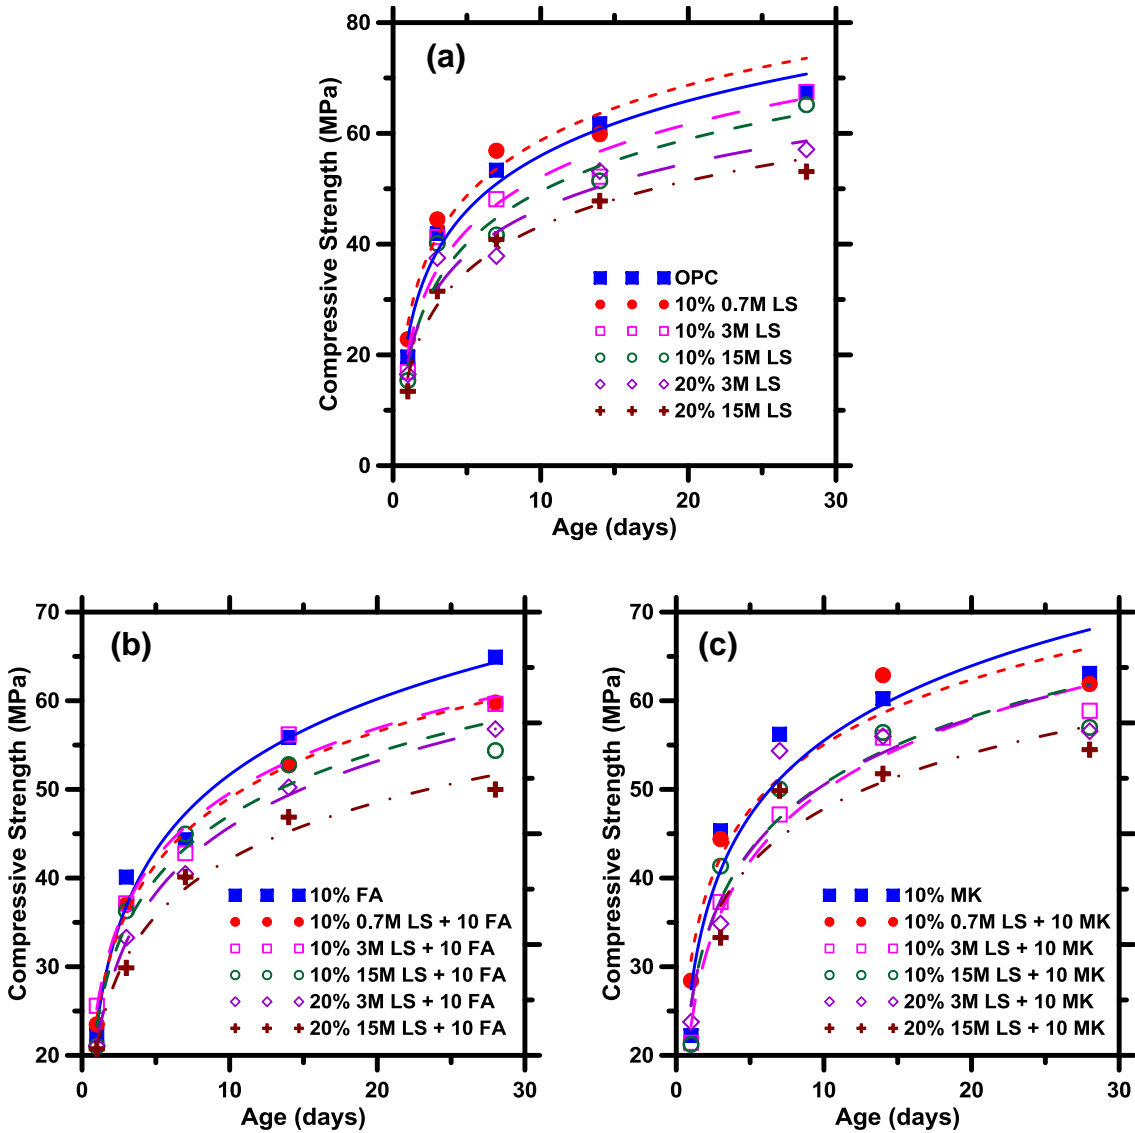 (a)
Compressive Strength (MPa)
80
60
40
20
0
OPC
10% 0.7M LS
10% 3M LS
10% 15M LS
20% 3M LS
20% 15M LS
0 10 20 30
Age (days)
(b)
Compressive Strength (MPa)
70
60
50
40
30
20
10% FA
10% 0.7M LS + 10 FA
10% 3M LS + 10 FA
10% 15M LS + 10 FA
20% 3M LS + 10 FA
20% 15M LS + 10 FA
0 10 20 30
Age (days)
(c)
Compressive Strength (MPa)
70
60
50
40
30
20
10% MK
10% 0.7M LS + 10 MK
10% 3M LS + 10 MK
10% 15M LS + 10 MK
20% 3M LS + 10 MK
20% 15M LS + 10 MK
0 10 20 30
Age (days)